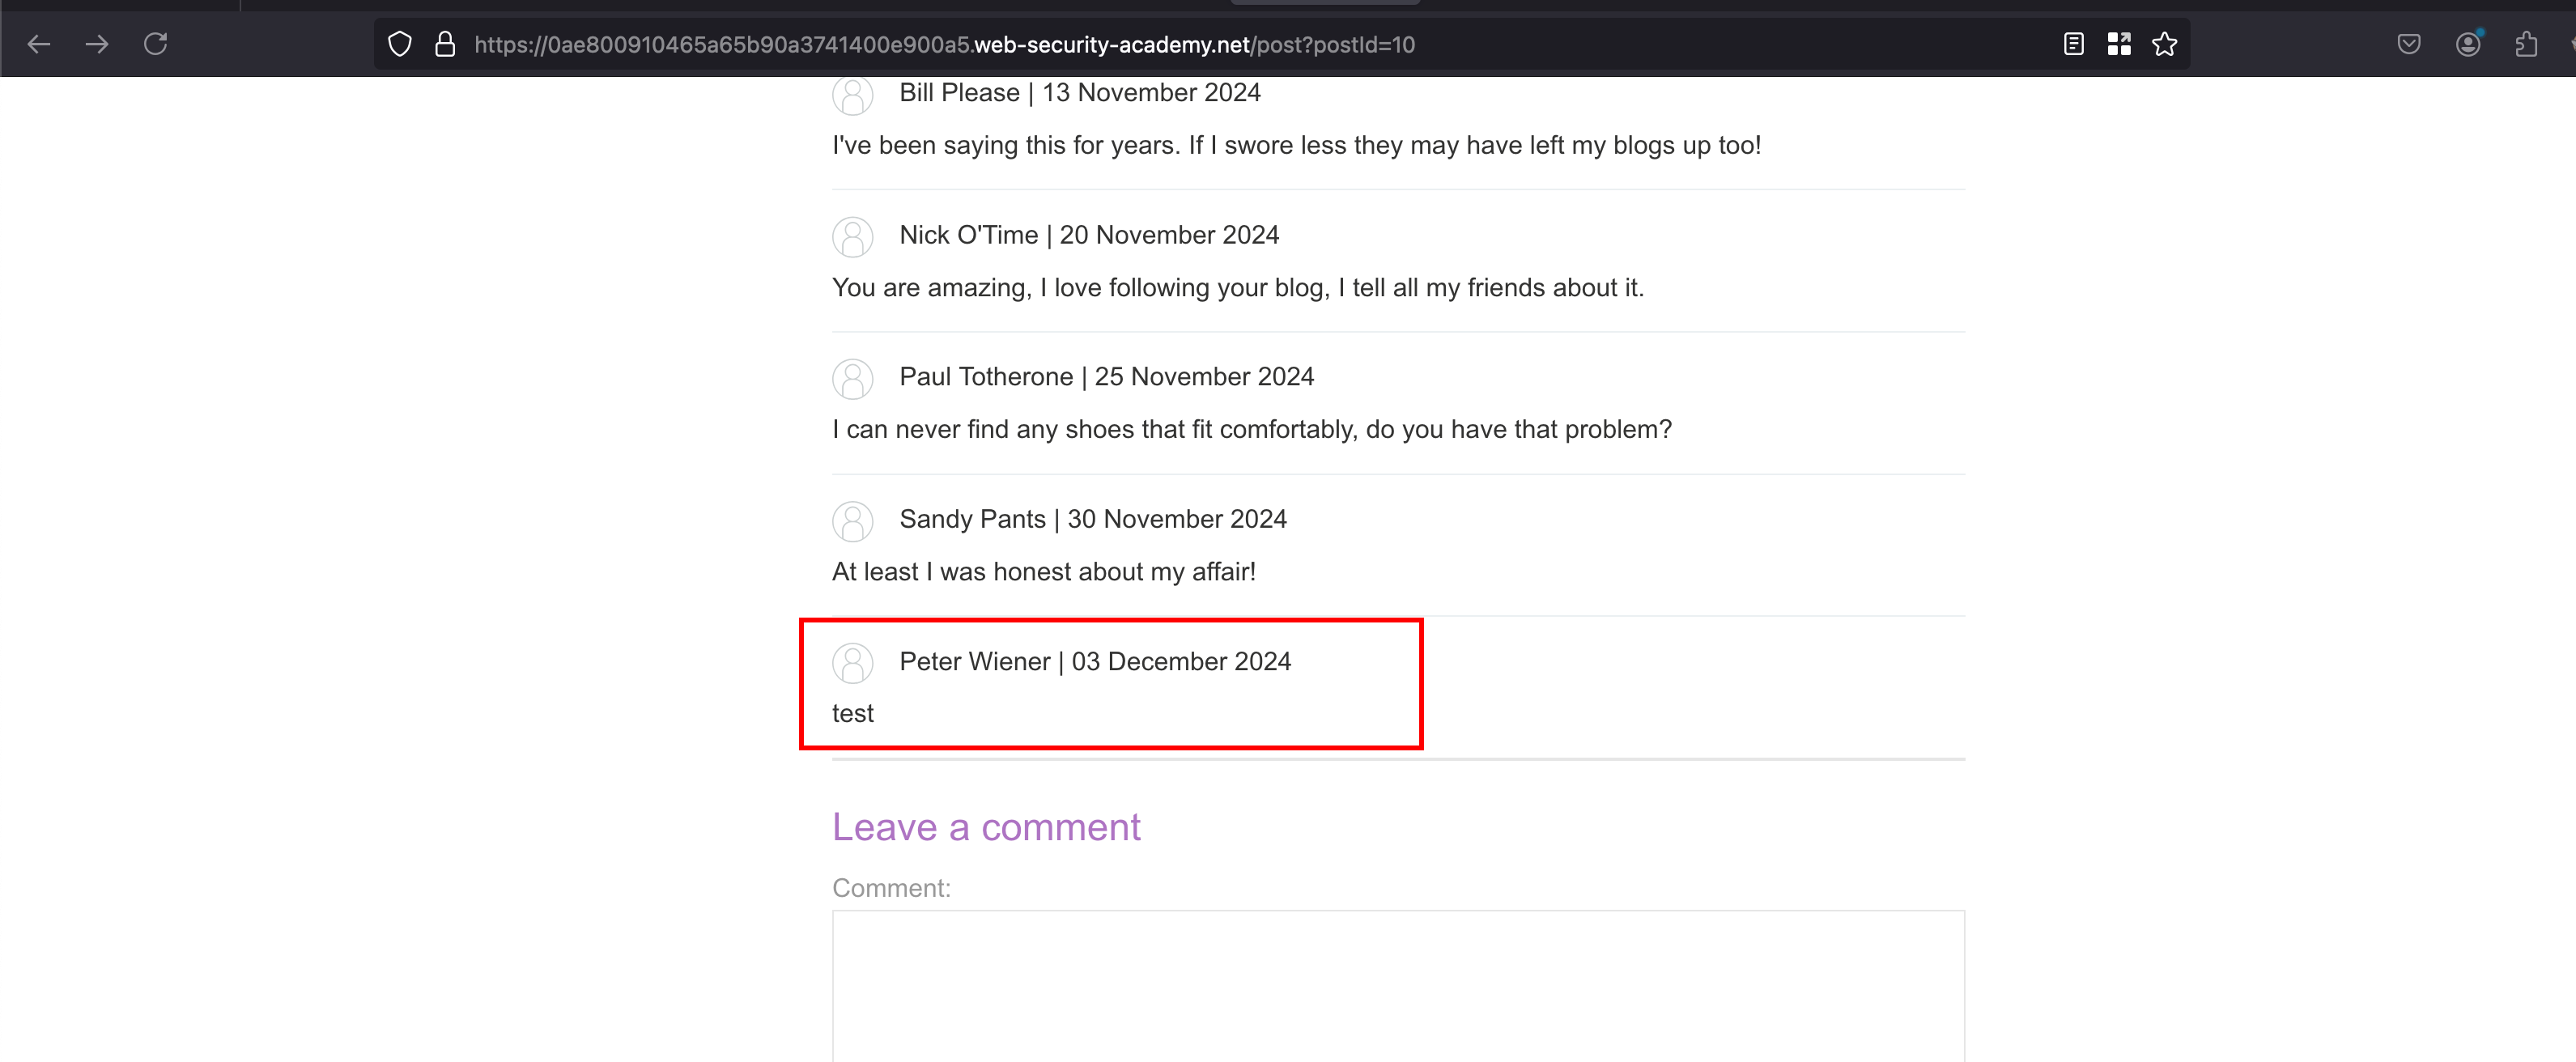 https://0ae800910465a65b90a3741400e900a5.web-security-academy.net/post?postId=10
Bill Please | 13 November 2024
I've been saying this for years. If I swore less they may have left my blogs up too!
Nick O'Time | 20 November 2024
You are amazing, I love following your blog, I tell all my friends about it.
Paul Totherone | 25 November 2024
I can never find any shoes that fit comfortably, do you have that problem?
Sandy Pants | 30 November 2024
At least I was honest about my affair!
Peter Wiener | 03 December 2024
test
Leave a comment
Comment: